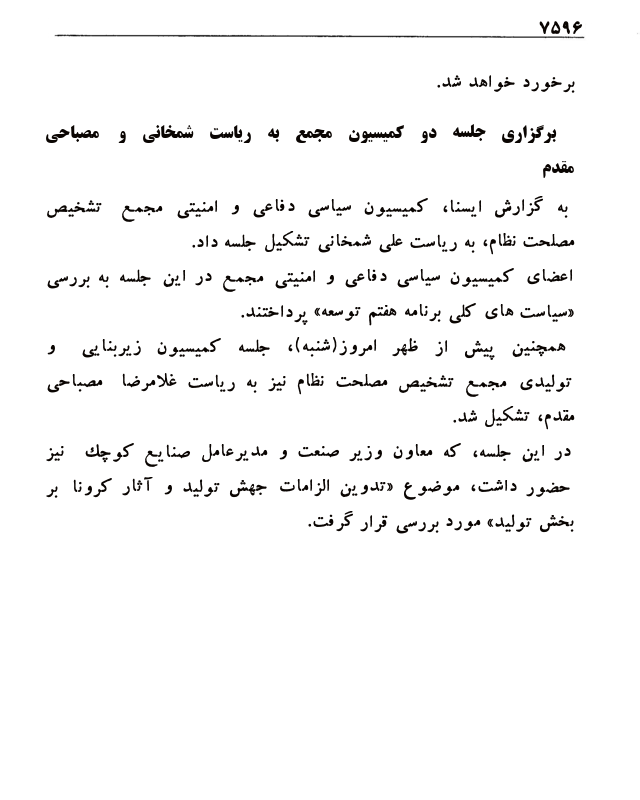 ۷۵۹۶
برخورد خواهد شد.
برگزاری جلسه دو کمیسیون مجمع به ریاست شمخانی و مصباحی
مقدم
به گزارش ایسنا، کمیسیون سیاسی دفاعی و امنیتی مجمع تشخیص
مصلحت نظام، به ریاست علی شمخانی تشکیل جلسه داد.
اعضای کمیسیون سیاسی دفاعی و امنیتی مجمع در این جلسه به بررسی
«سیاست های کلی برنامه هفتم توسعه» پرداختند.
همچنین پیش از ظهر امروز(شنبه)، جلسه کمیسیون زیربنایی و
تولیدی مجمع تشخیص مصلحت نظام نیز به ریاست غلامرضا مصباحی
مقدم، تشکیل شد.
در این جلسه، که معاون وزیر صنعت و مدیرعامل صنایع کوچك نیز
حضور داشت، موضوع «تدوین الزامات جهش تولید و آثار کرونا بر
بخش تولید» مورد بررسی قرار گرفت.